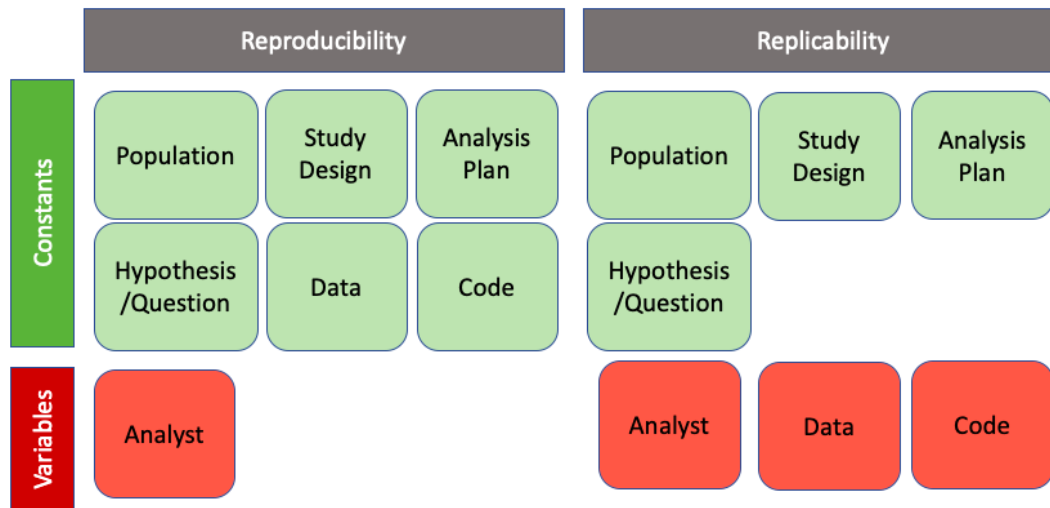 Reproducibility
Replicability
Constants
Population
Study
Design
Analysis
Plan
Population
Study
Design
Analysis
Plan
Hypothesis
/Question
Data
Code
Hypothesis
/Question
Variables
Analyst
Analyst
Data
Code